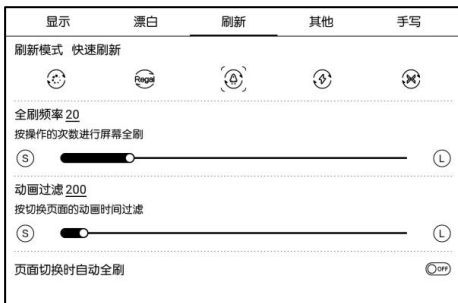 显示 漂白 刷新 其他 手写
刷新模式 快速刷新
Regal A
全刷频率 20
按操作的次数进行屏幕全刷
S L
动画过滤 200
按切换页面的动画时间过滤
S L
页面切换时自动全刷 OFF